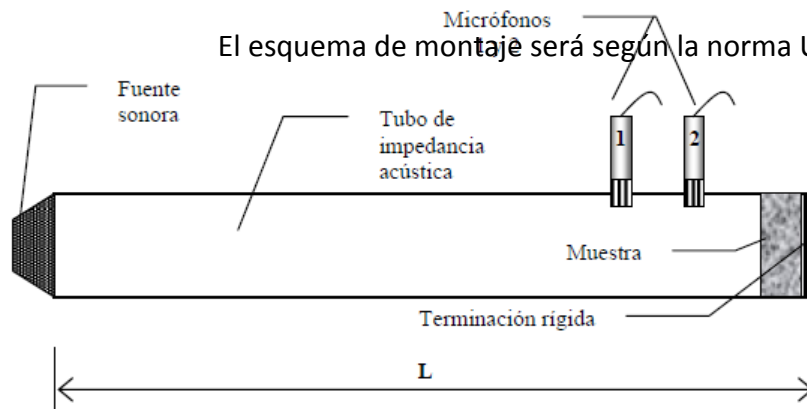 Micrófonos
El esquema de montaje será según la norma U
Fuente
sonora
Tubo de
impedancia
acústica
1
2
Muestra
Terminación rígida
L